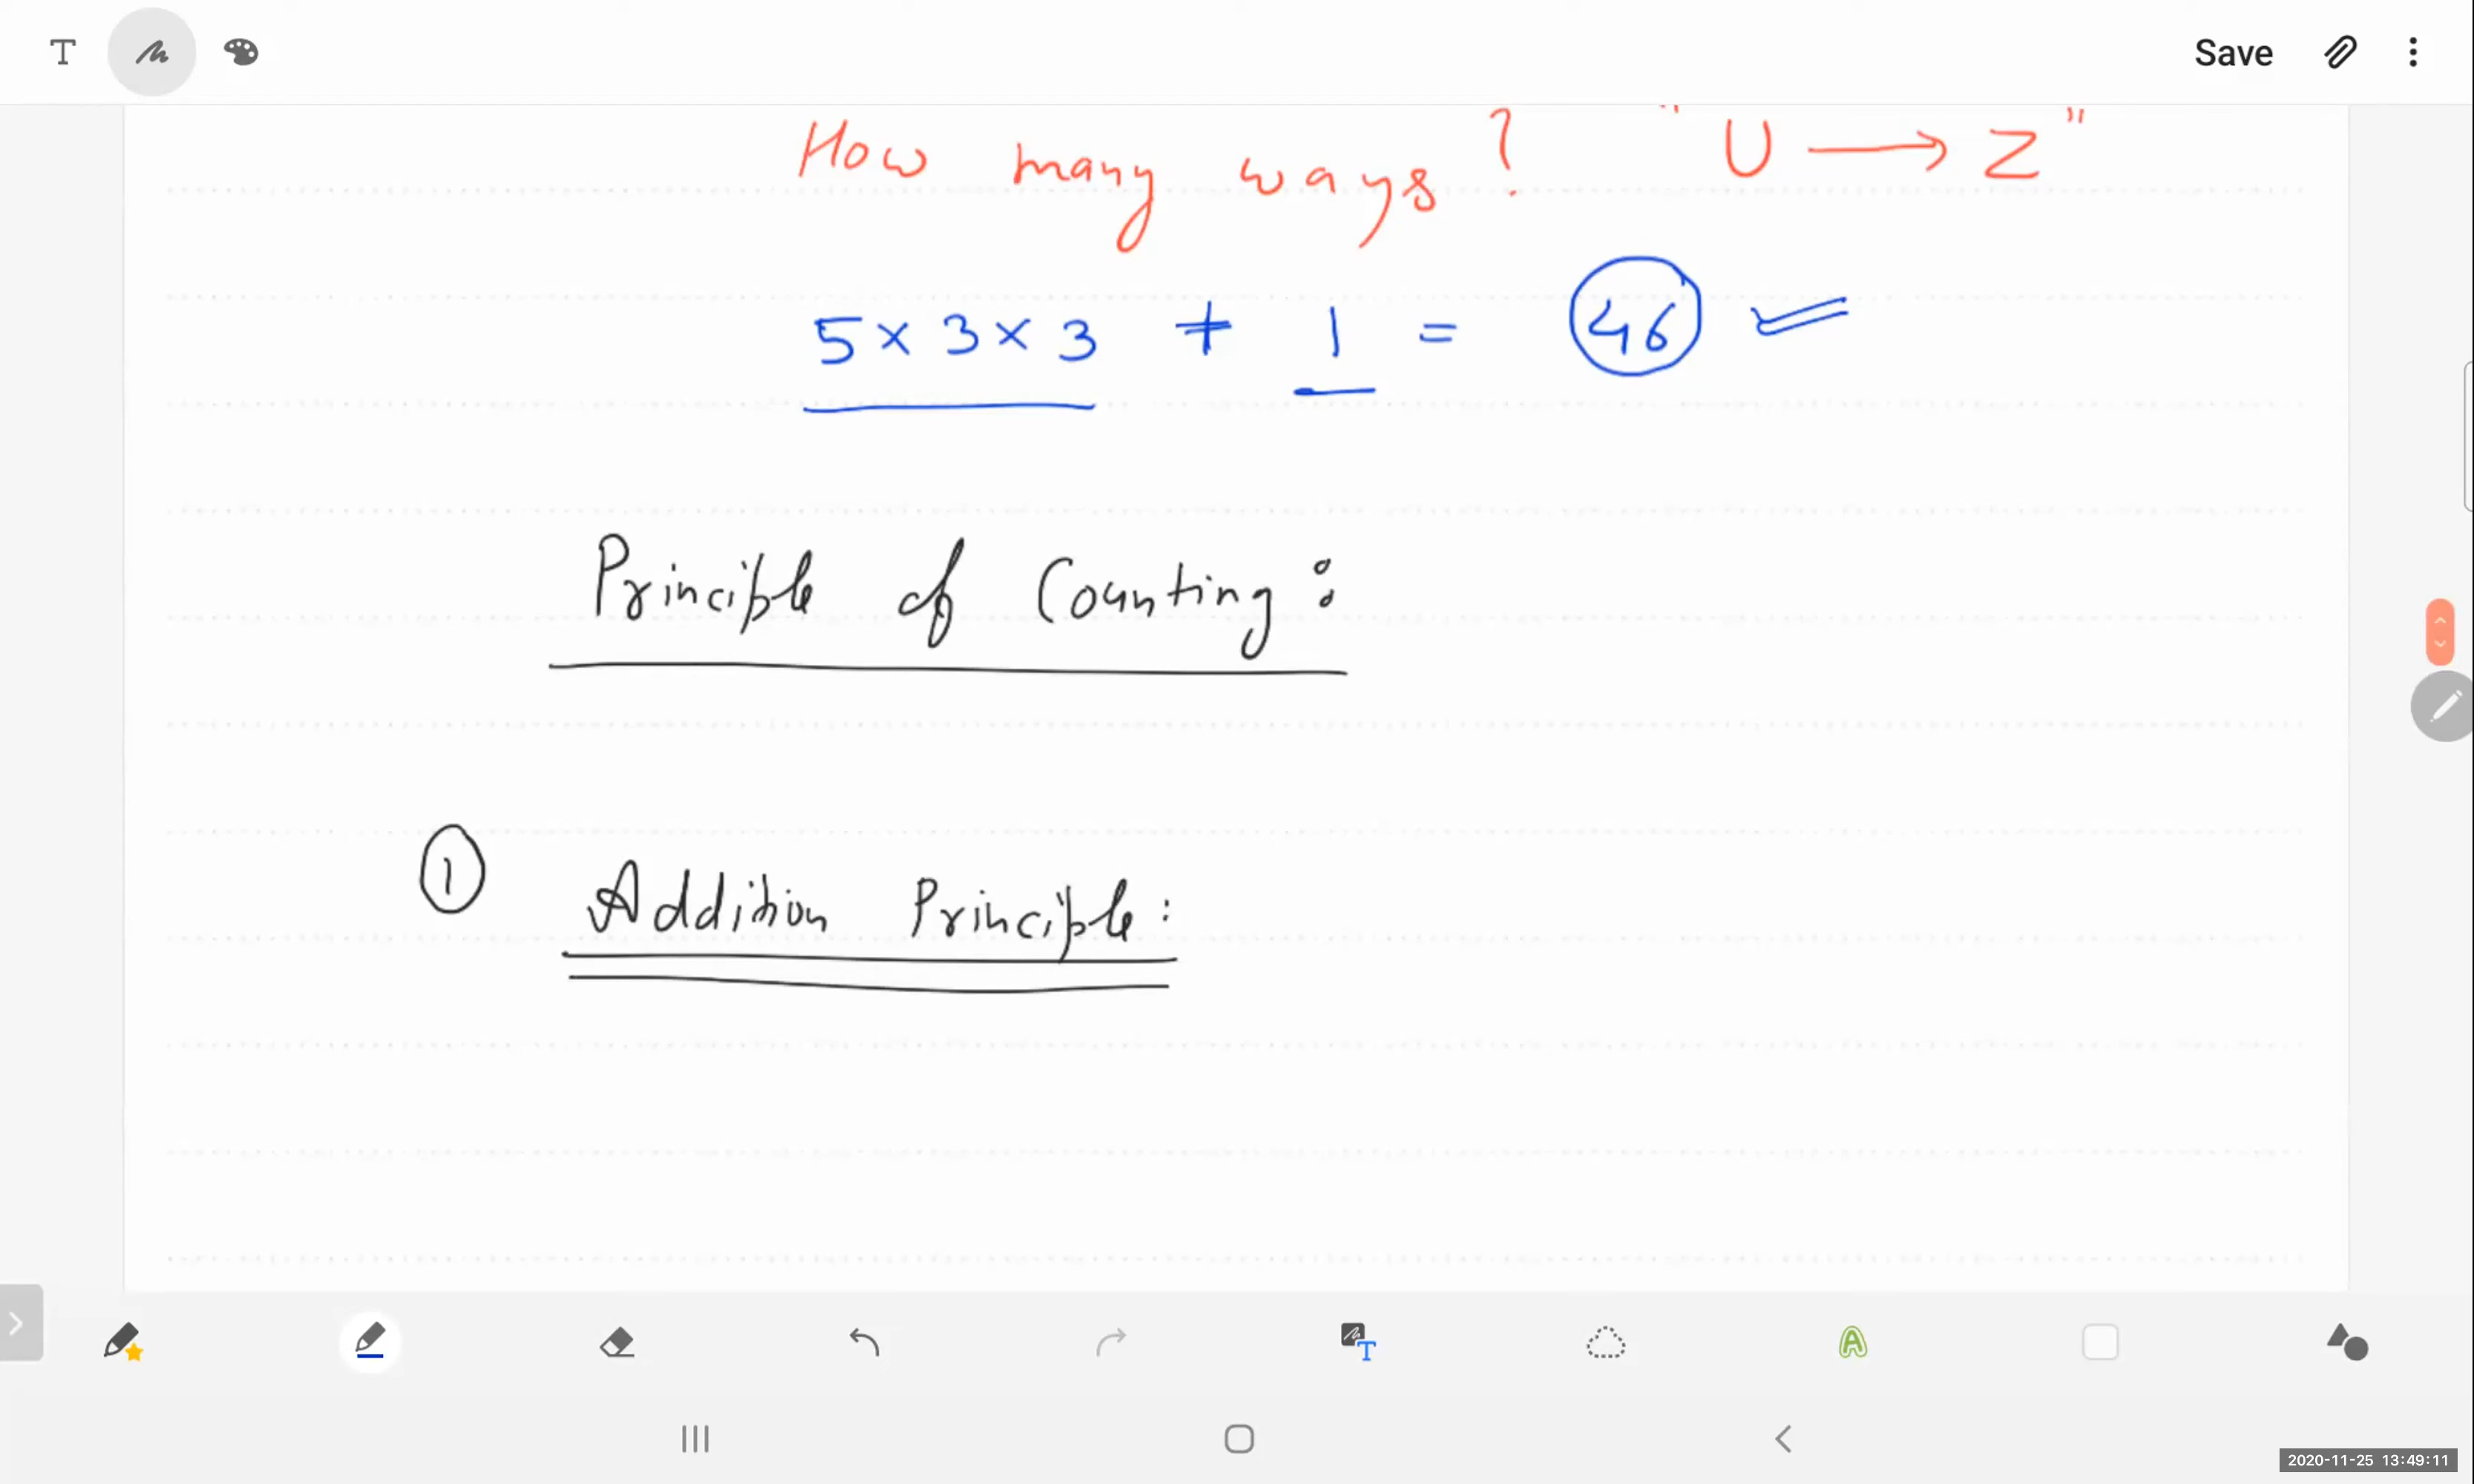 T Save
How many ways? "U → Z"
5 × 3 × 3 + 1 = 46
Principle of Counting :
1 Addition Principle :
T A
2020-11-25 13:49:11